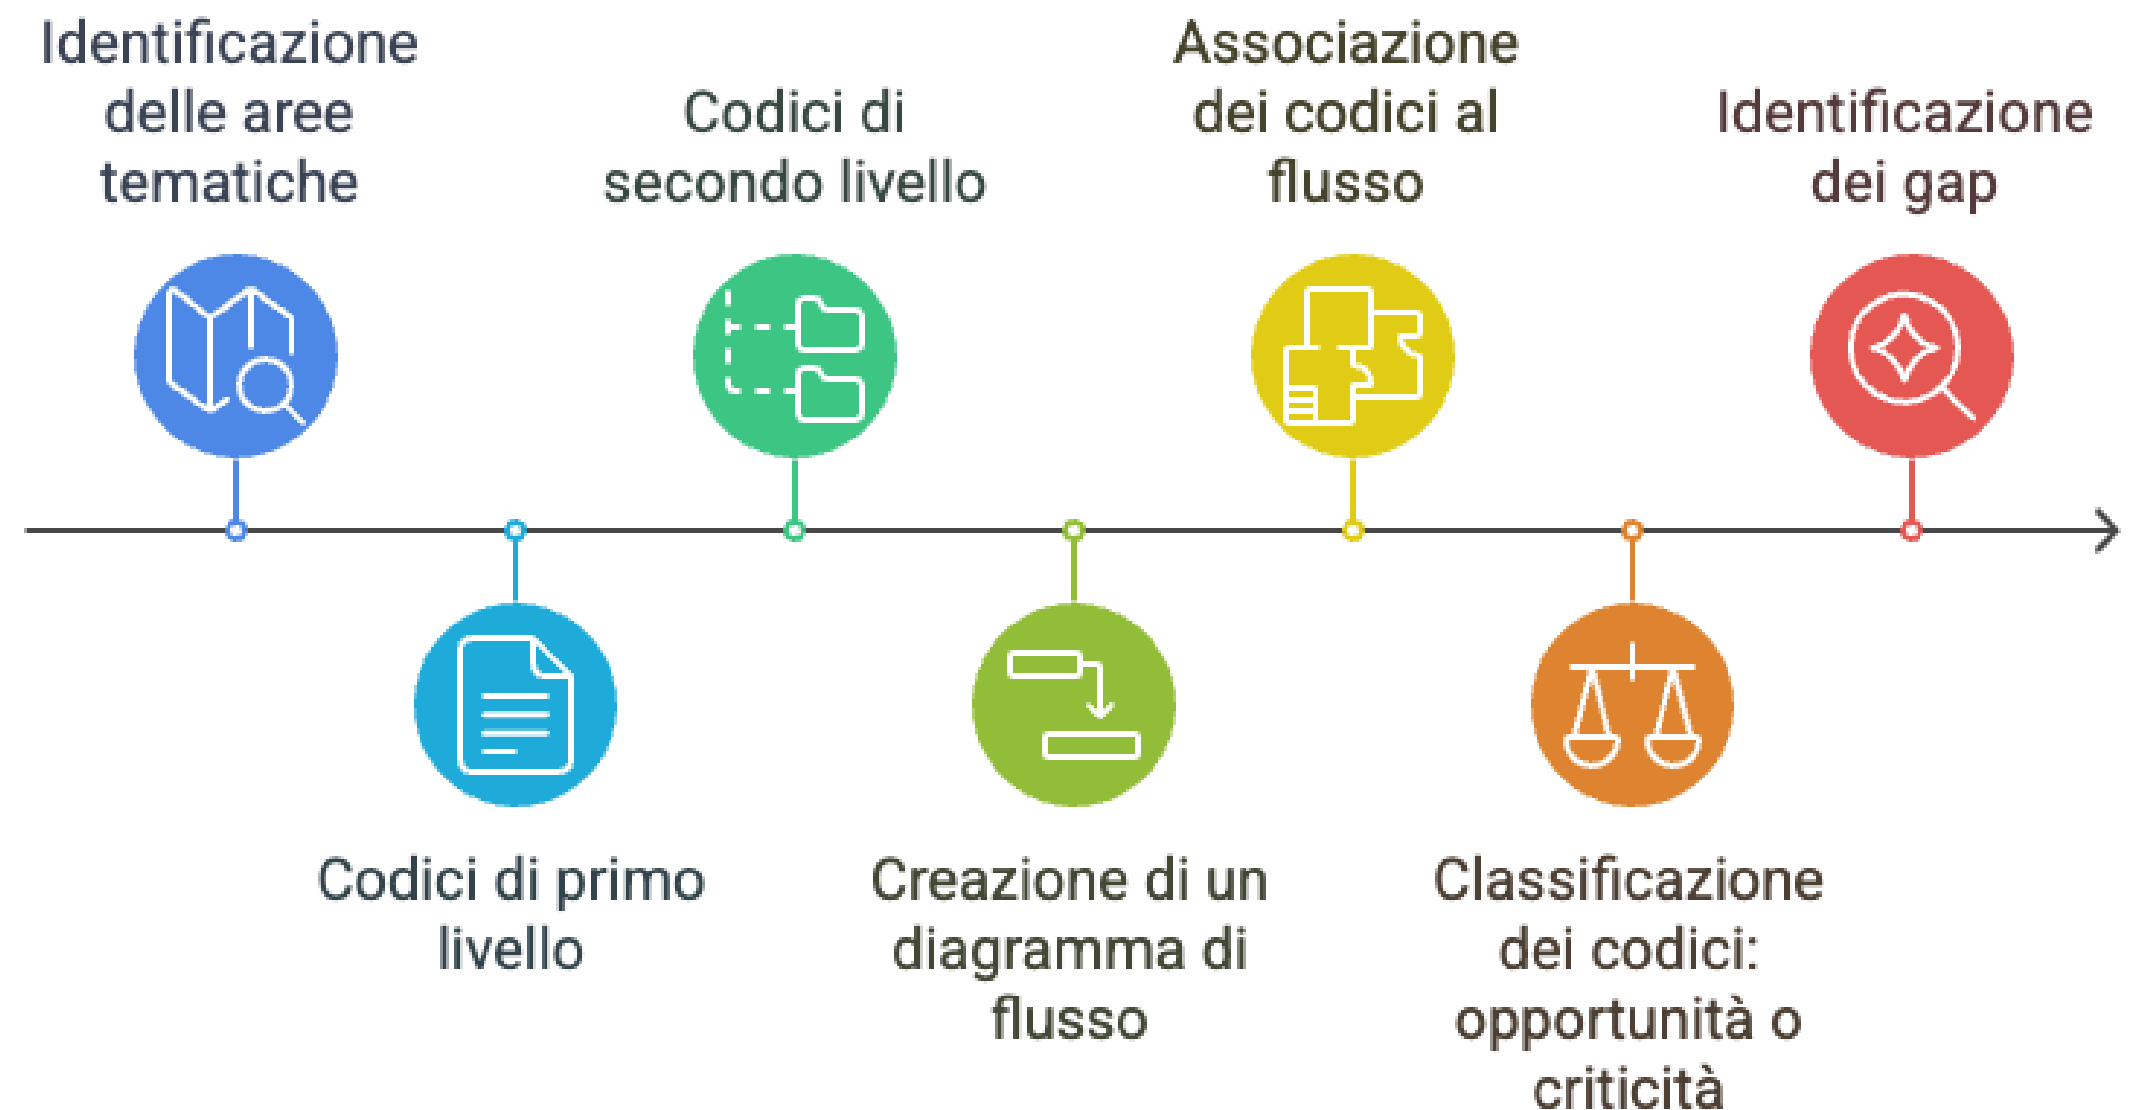 Identificazione
delle aree
tematiche
Codici di primo
livello
Codici di
secondo livello
Creazione di un
diagramma di
flusso
Associazione
dei codici al
flusso
Classificazione
dei codici:
opportunità o
criticità
Identificazione
dei gap